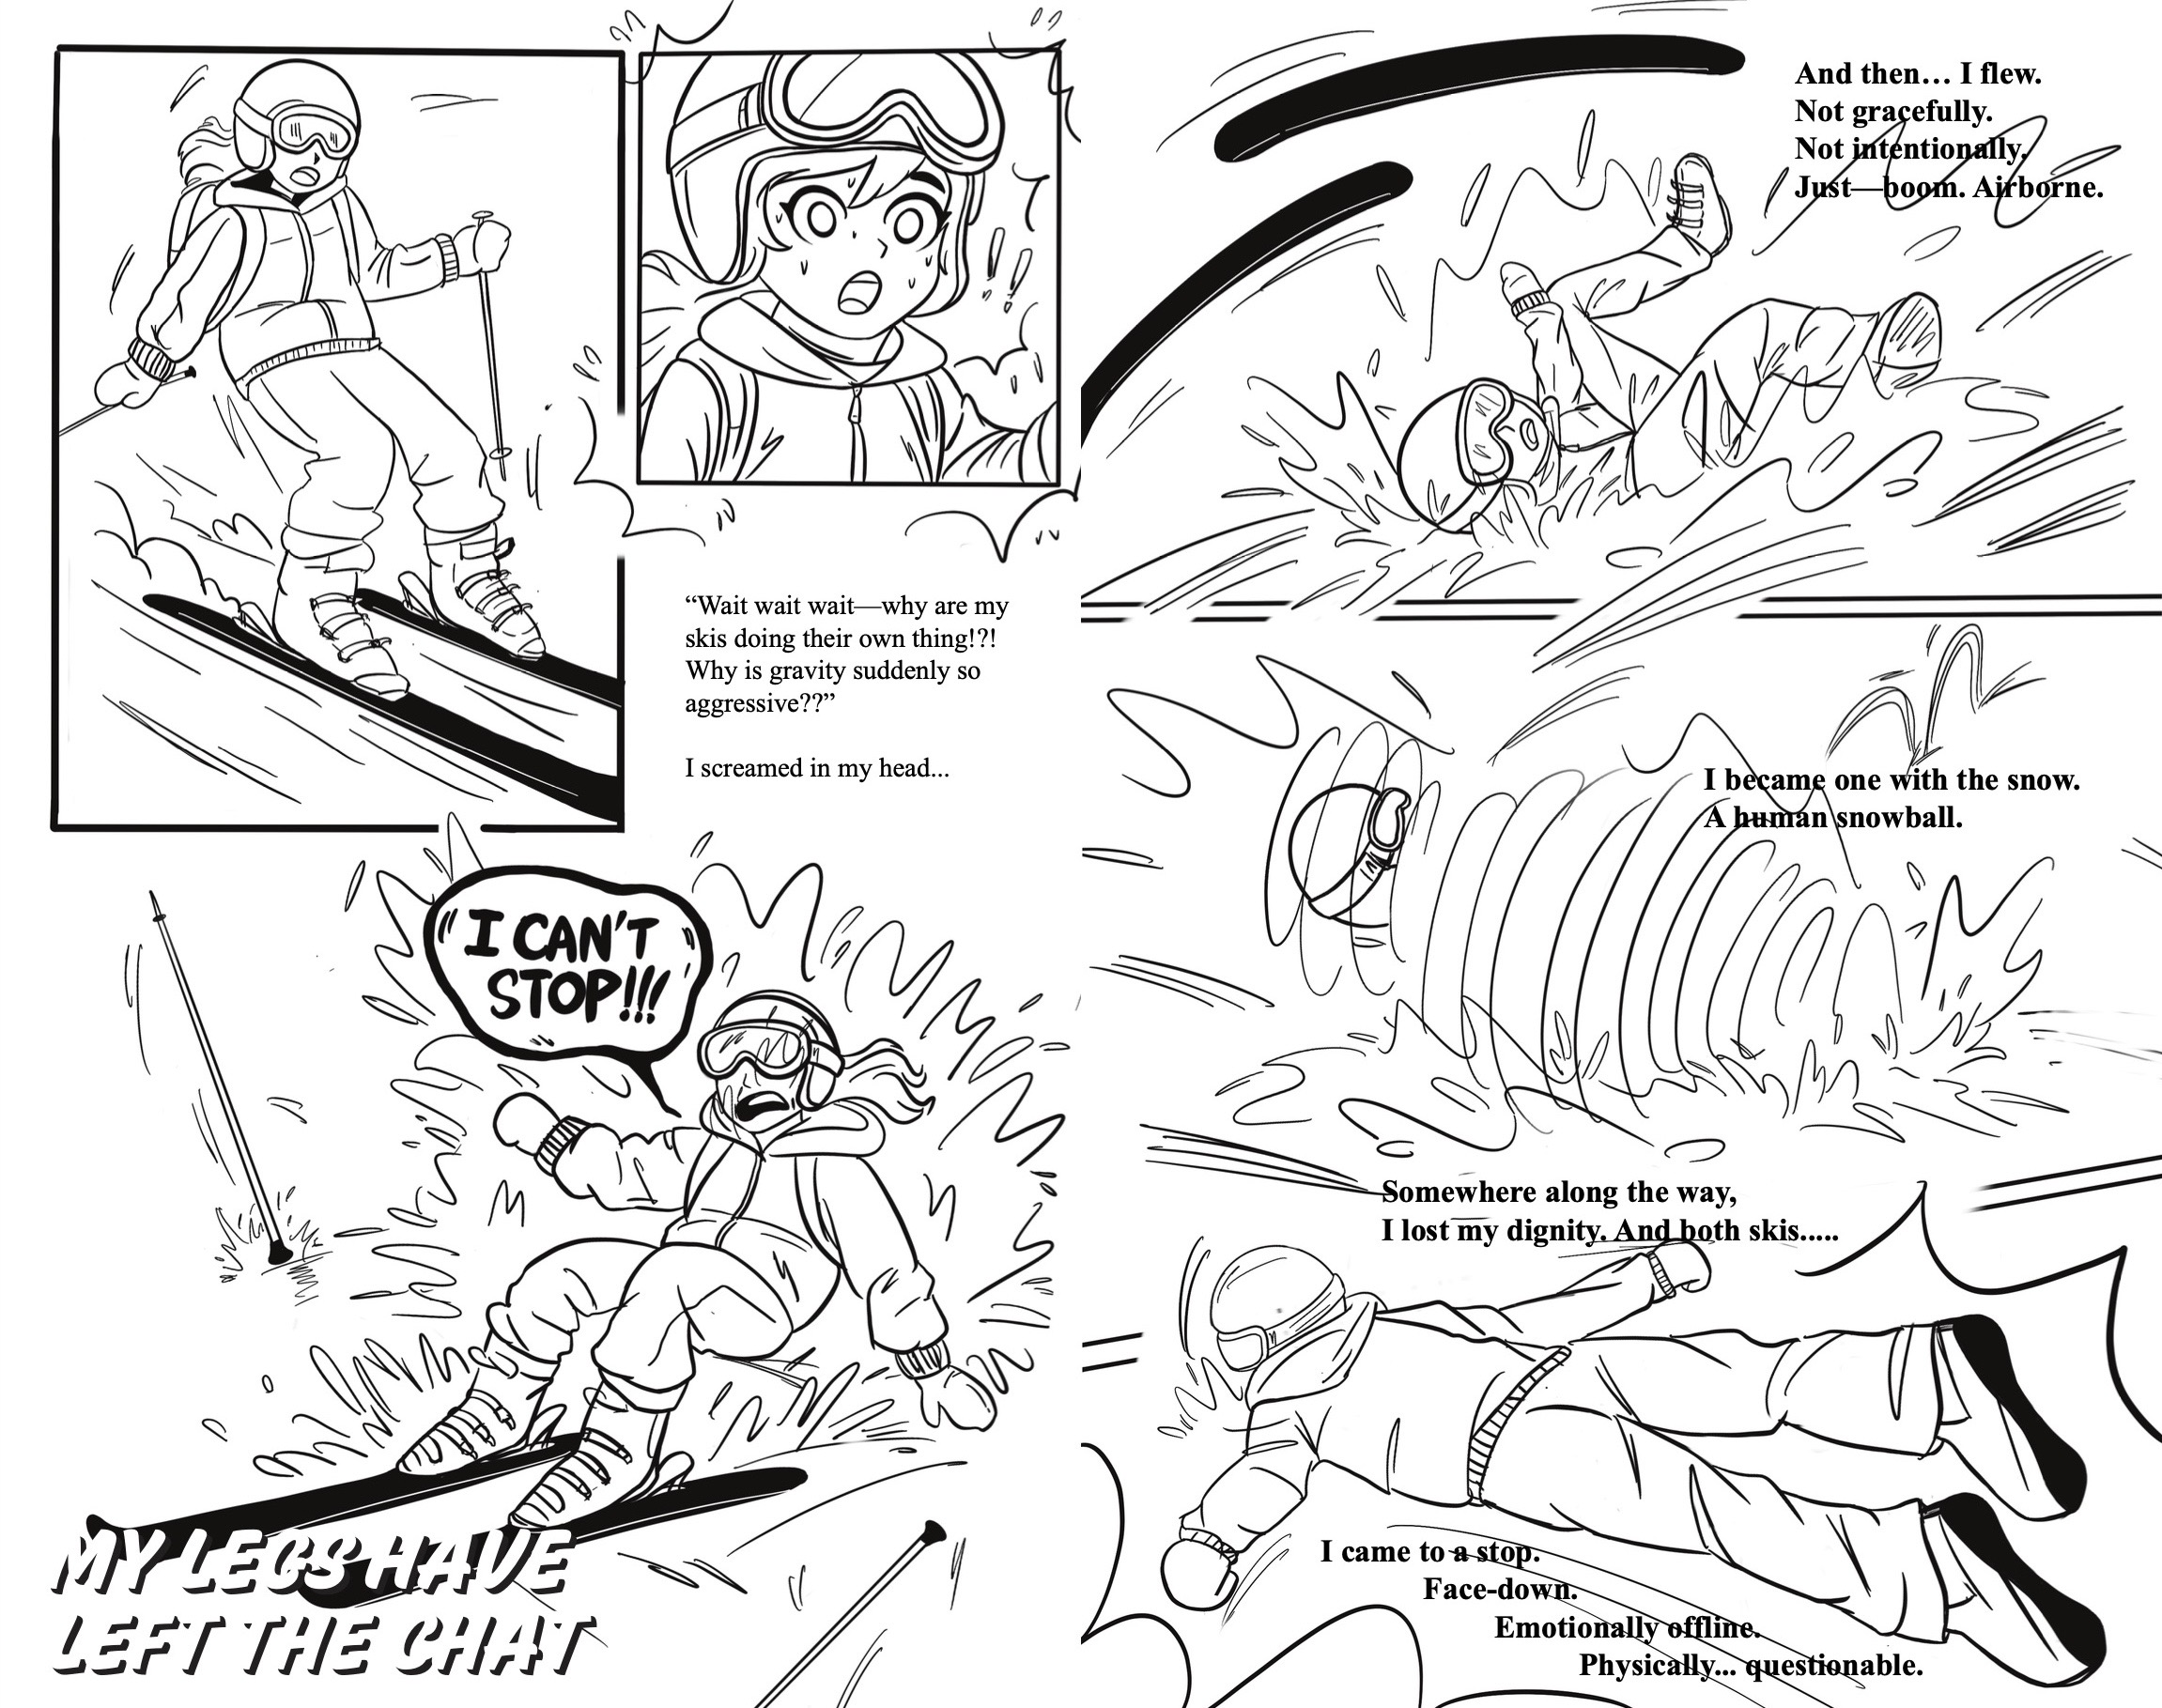 “Wait wait wait—why are my
skis doing their own thing!?!
Why is gravity suddenly so
aggressive??”
I screamed in my head...
I CAN'T
STOP!!!
MY LEGS HAVE
LEFT THE CHAT
And then… I flew.
Not gracefully.
Not intentionally.
Just—boom. Airborne.
I became one with the snow.
A human snowball.
Somewhere along the way,
I lost my dignity. And both skis.....
I came to a stop.
Face-down.
Emotionally offline.
Physically... questionable.